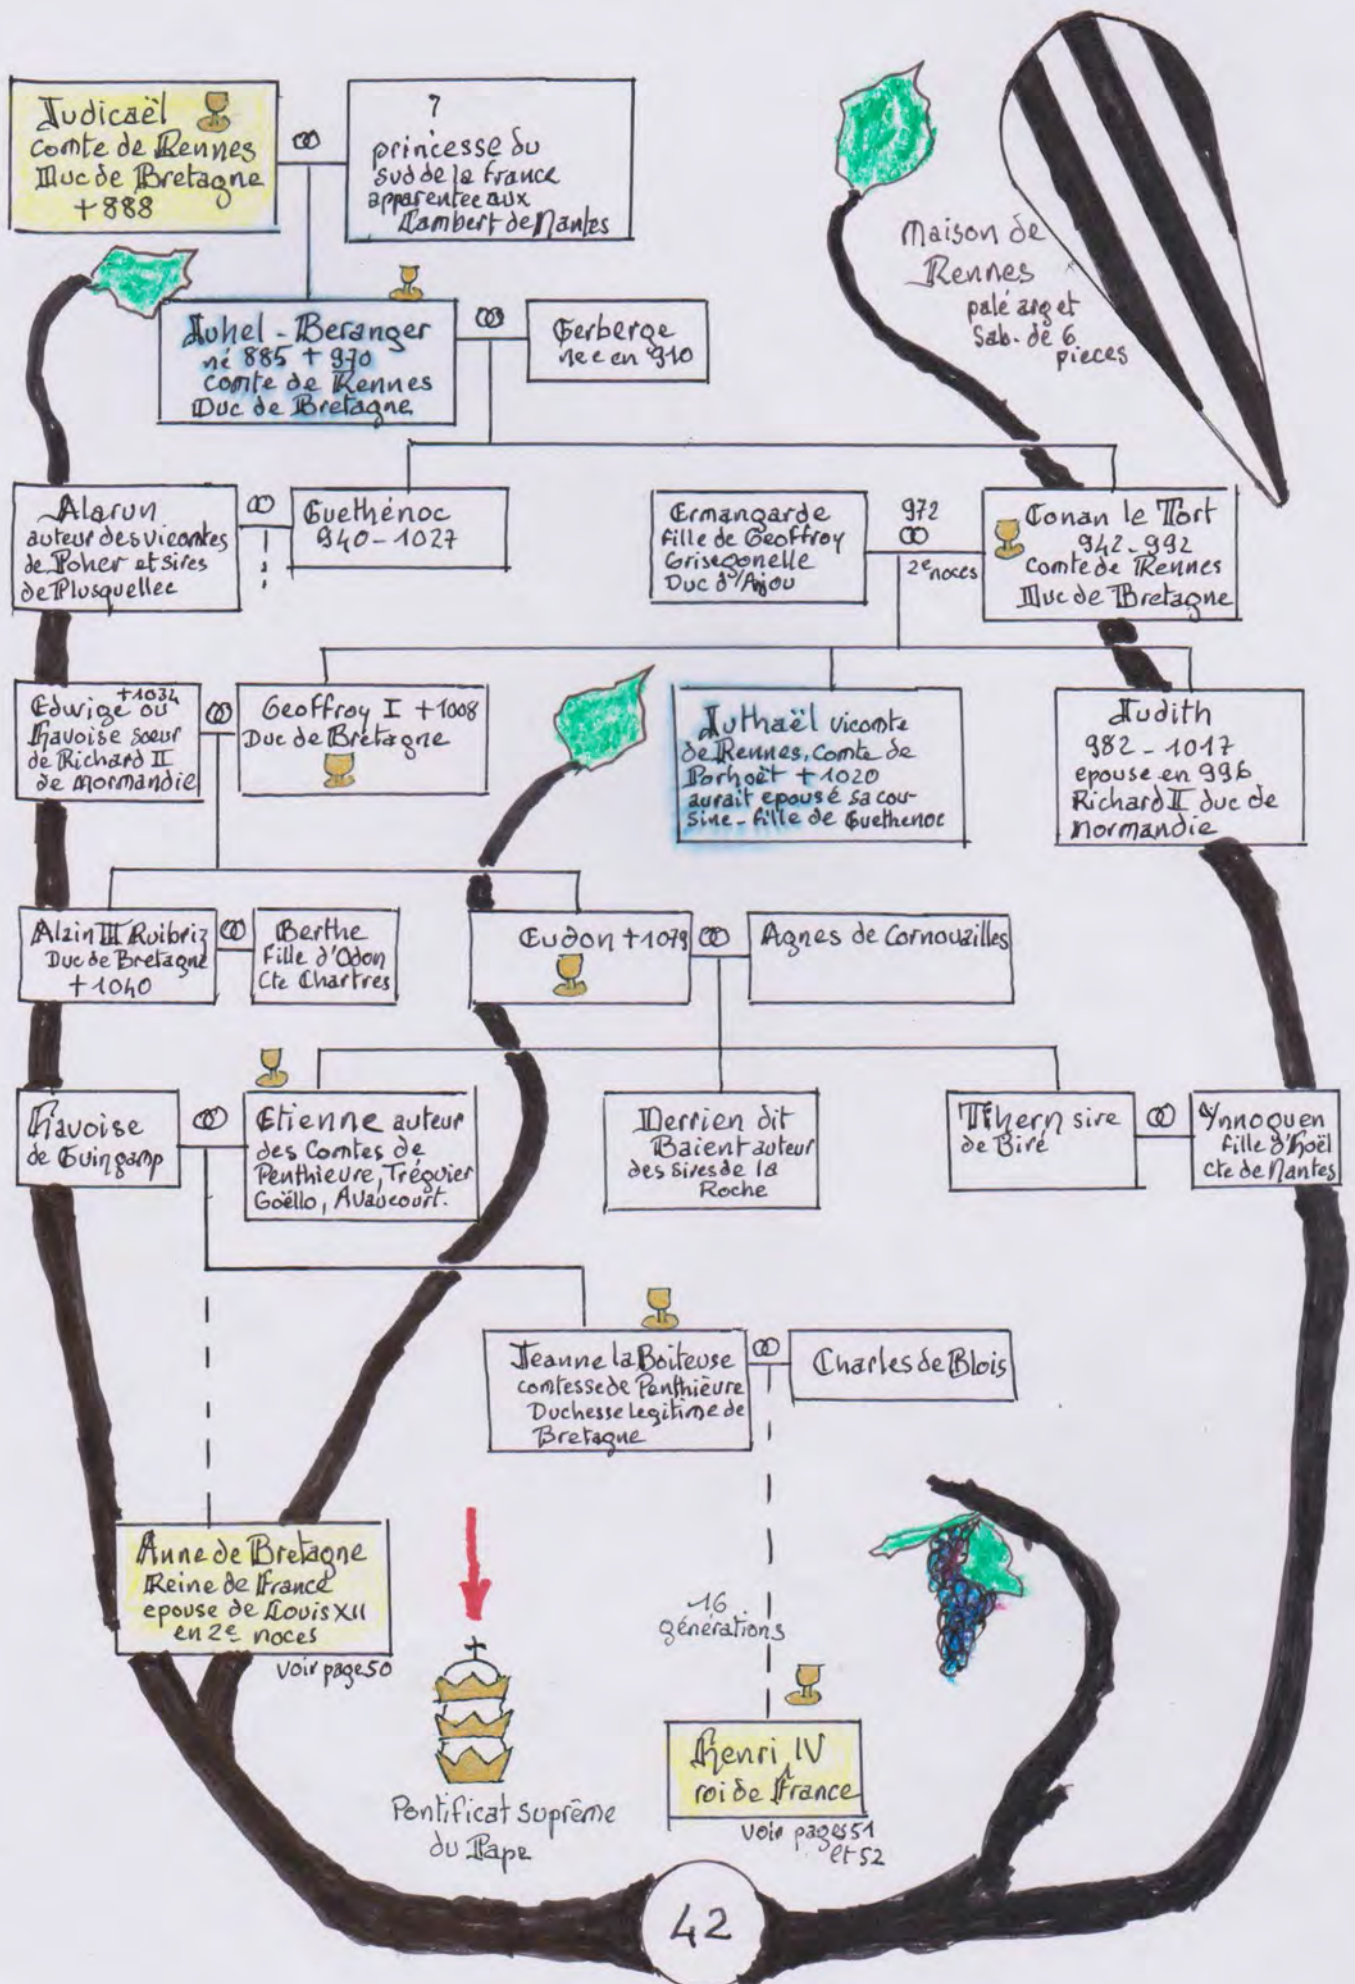 Judicaël
comte de Rennes
Duc de Bretagne
+888
?
princesse du
sud de la france
apparentée aux
Lambert de Nantes
Maison de
Rennes
palé arg et
Sab. de 6
pieces
Juhel - Beranger
né 885 + 970
comte de Rennes
Duc de Bretagne
Gerberge
nee en 910
Alarun
auteur des vicomtes
de Poher et sires
de Plusquellec
Guethénoc
940-1027
Ermangarde
fille de Geoffroy
Grisegonelle
Duc d'Anjou
972
2e noces
Conan le Tort
942-992
Comte de Rennes
Duc de Bretagne
+1034
Edwige ou
Havoise sœur
de Richard II
de Normandie
Geoffroy I +1008
Duc de Bretagne
Juthaël vicomte
de Rennes, Comte de
Porhoët +1020
aurait epousé sa cou-
sine - fille de Guethenoc
Judith
982 - 1017
epouse en 996
Richard II duc de
Normandie
Alain III Ruibriz
Duc de Bretagne
+1040
Berthe
Fille d'Odon
Cte Chartres
Eudon +1079
Agnes de Cornouailles
Havoise
de Guingamp
Etienne auteur
des Comtes de
Penthieure, Tréguier
Goëllo, Avaucourt.
Derrien dit
Baient auteur
des sires de la
Roche
Tihern sire
de Biré
Ynnoguen
fille d'Hoël
Cte de Nantes
Jeanne la Boiteuse
comtesse de Penthièvre
Duchesse legitime de
Bretagne
Charles de Blois
Anne de Bretagne
Reine de France
epouse de Louis XII
en 2e noces
voir page 50
Pontificat suprême
du Pape
16
générations
Henri IV
roi de France
voir pages 51
et 52
42